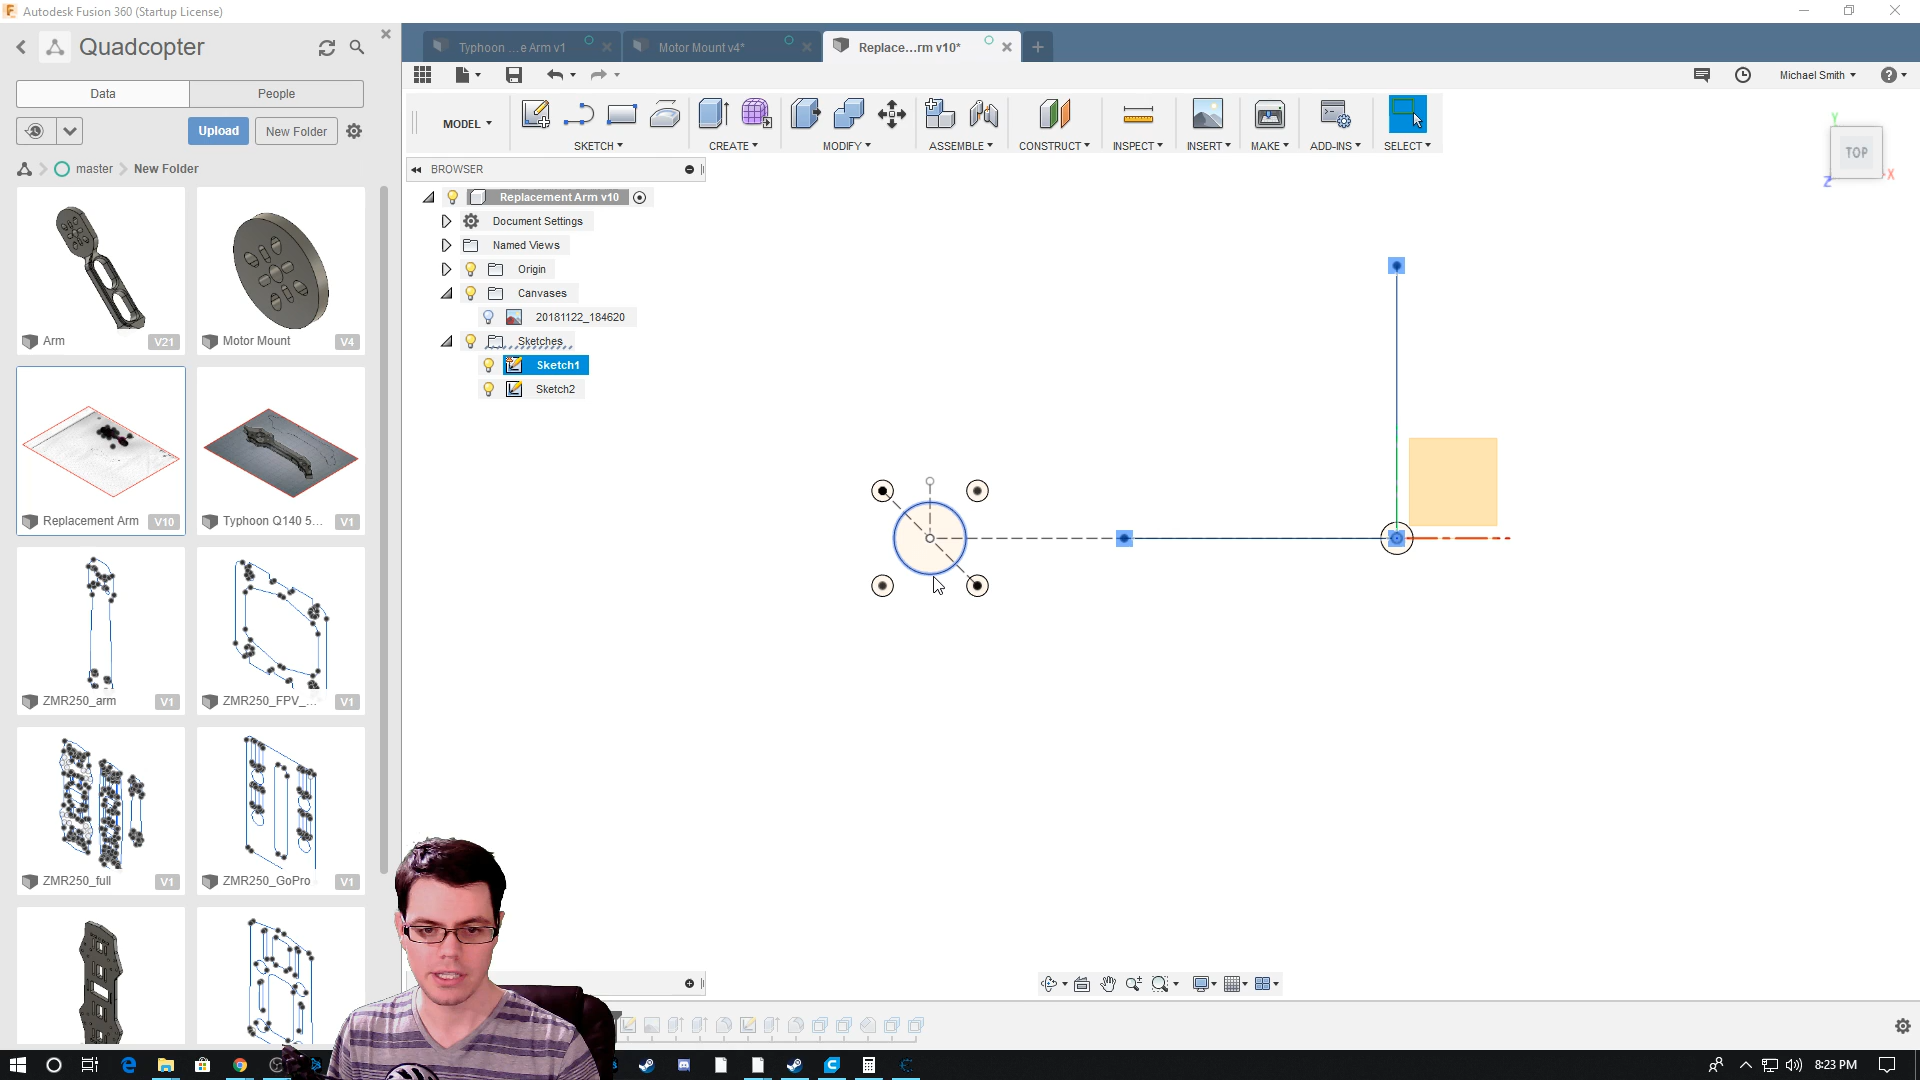 Autodesk Fusion 360 (Startup License)
Quadcopter
Data
People
Upload
New Folder
master
New Folder
Arm
V21
Motor Mount
V4
Replacement Arm
V10
Typhoon Q140 5...
V1
ZMR250_arm
V1
ZMR250_FPV_...
V1
ZMR250_full
V1
ZMR250_GoPro
V1
Typhoon ...e Arm v1
Motor Mount v4*
Replace...rm v10*
Michael Smith
MODEL
SKETCH
CREATE
MODIFY
ASSEMBLE
CONSTRUCT
INSPECT
INSERT
MAKE
ADD-INS
SELECT
BROWSER
Replacement Arm v10
Document Settings
Named Views
Origin
Canvases
20181122_184620
Sketches
Sketch1
Sketch2
Y
TOP
X
Z
8:23 PM